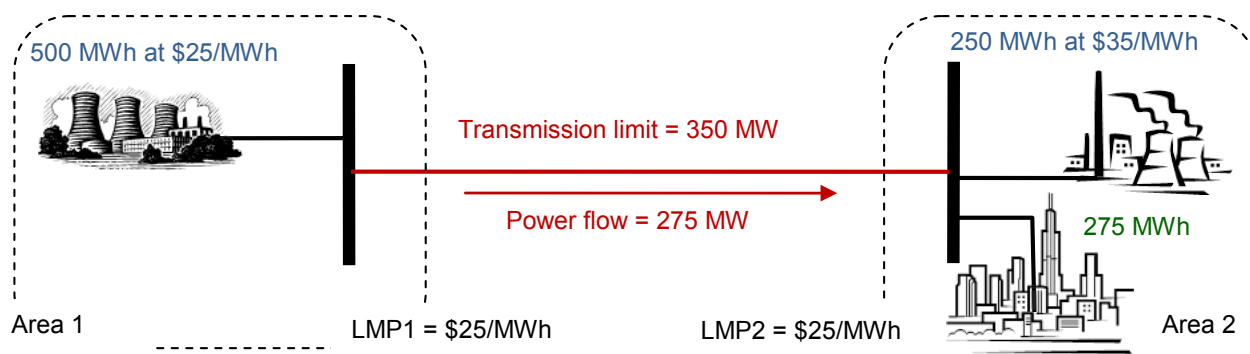 500 MWh at $25/MWh
250 MWh at $35/MWh
Transmission limit = 350 MW
Power flow = 275 MW
275 MWh
Area 1
LMP1 = $25/MWh
LMP2 = $25/MWh
Area 2